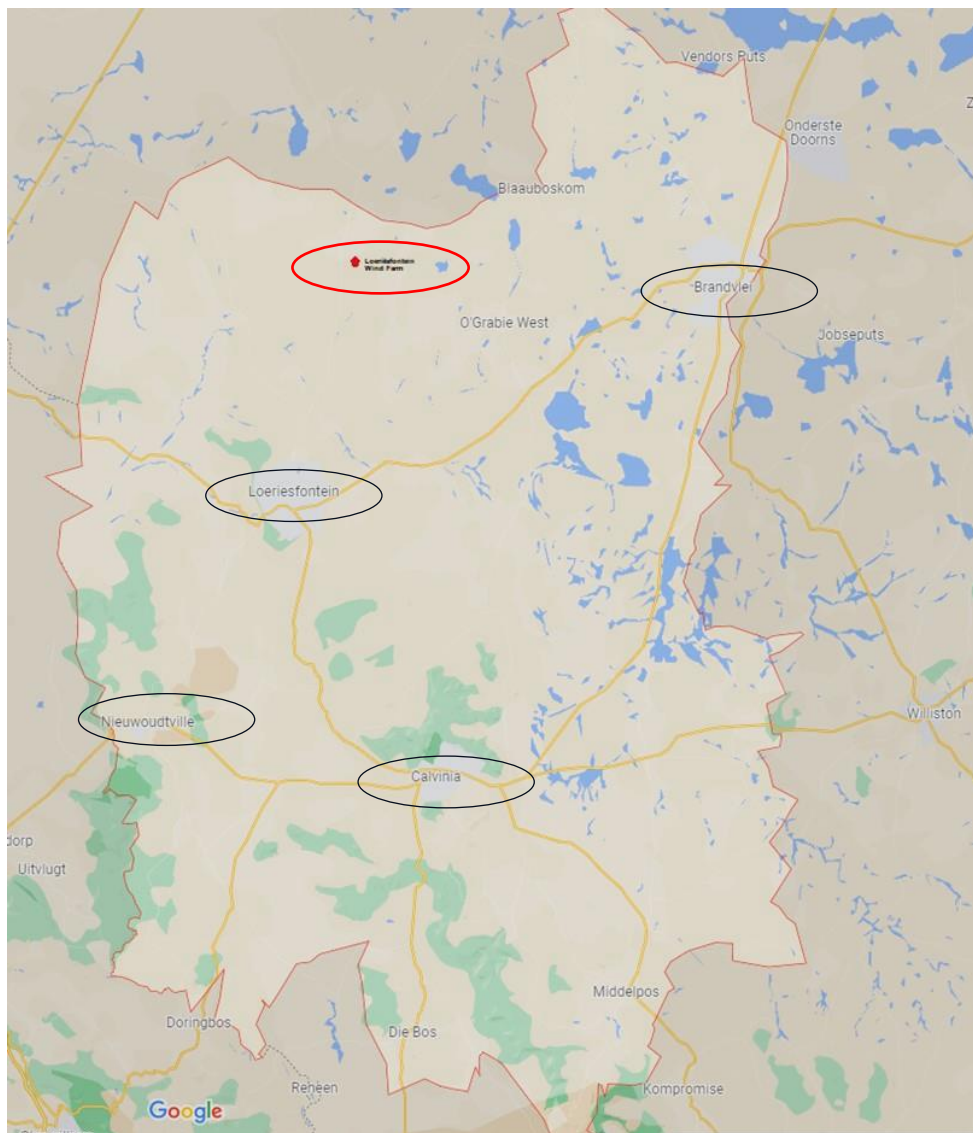 Vendors Puts
Z
Onderste
Doorns
Blaauboskom
Loeriesfontein
Wind Farm
Brandvlei
O'Grabie West
Jobseputs
Loeriesfontein
Nieuwoudtville
Williston
Calvinia
dorp
Uitvlugt
Middelpos
Doringbos
Die Bos
Reneen
Kompromise
Google